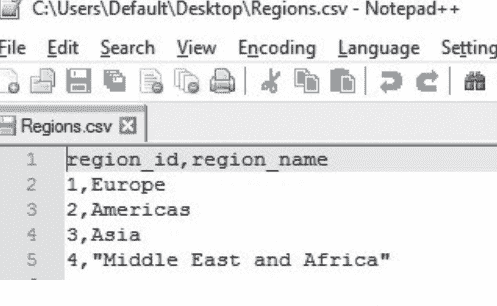 C:\Users\Default\Desktop\Regions.csv - Notepad++
File Edit Search View Encoding Language Setting
Regions.csv
1 region_id,region_name
2 1,Europe
3 2,Americas
4 3,Asia
5 4,"Middle East and Africa"